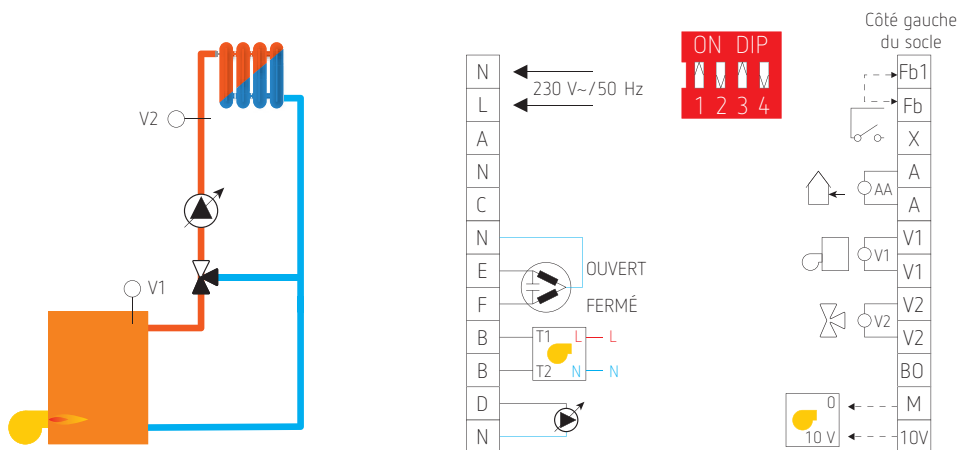 V2
V1
N
L
A
N
C
N
E
F
B
B
D
N
230 V~/50 Hz
OUVERT
FERMÉ
T1 L L
T2 N N
ON DIP
1 2 3 4
Côté gauche
du socle
Fb1
Fb
X
A
AA
A
V1
V1
V1
V2
V2
V2
BO
0
M
10 V
10V